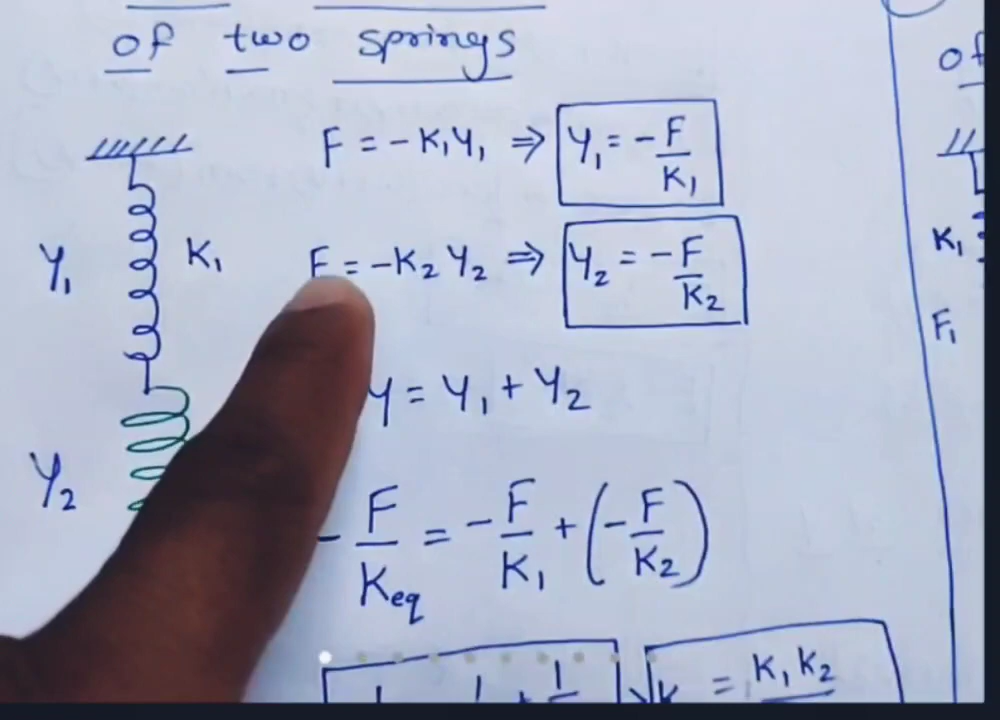 of two springs
F = -K₁Y₁ ⇒ Y₁ = -F/K₁
Y₁ K₁
F = -K₂Y₂ ⇒ Y₂ = -F/K₂
Y = Y₁ + Y₂
Y₂
-F/Keq = -F/K₁ + (-F/K₂)
= K₁K₂
of
K₁
F₁